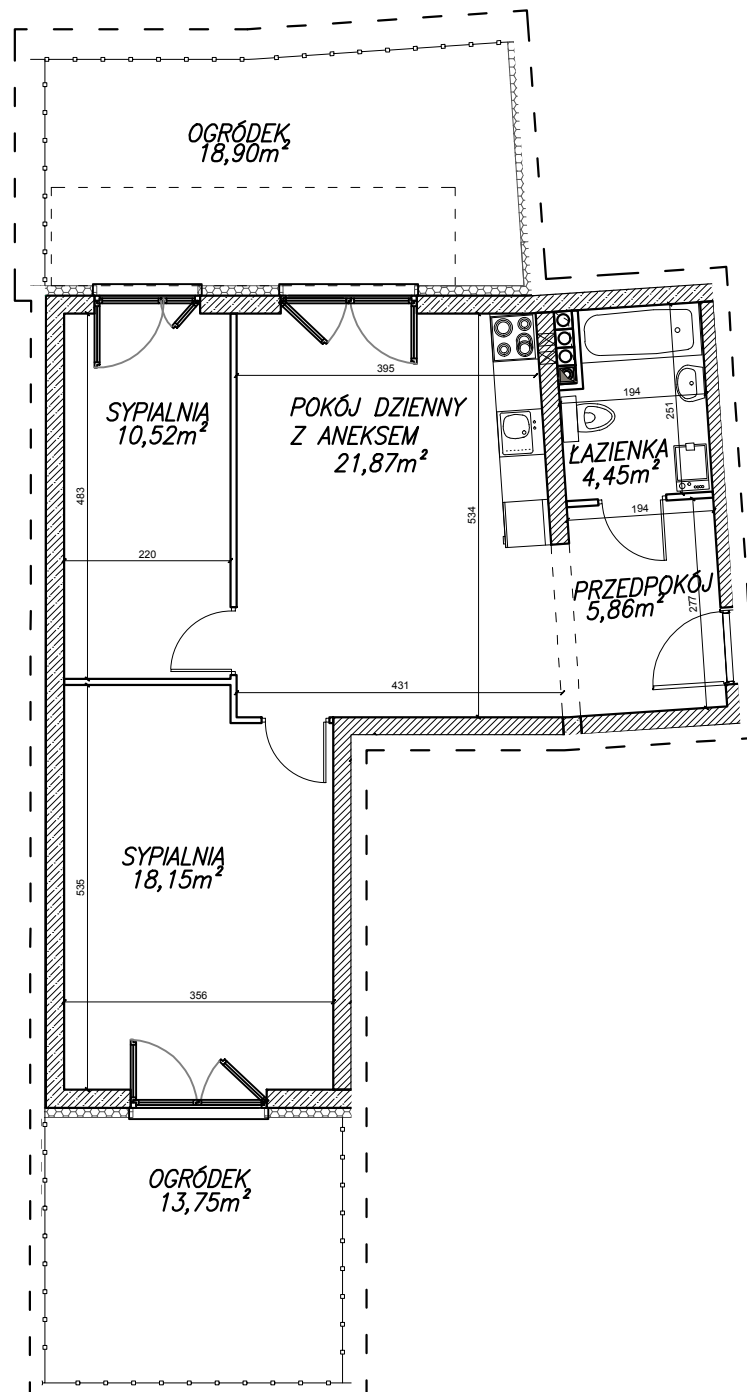 OGRÓDEK
18,90m²
395
SYPIALNIA
10,52m²
POKÓJ DZIENNY
Z ANEKSEM
21,87m²
194
251
ŁAZIENKA
4,45m²
483
534
194
220
PRZEDPOKÓJ
5,86m²
277
431
SYPIALNIA
18,15m²
535
356
OGRÓDEK
13,75m²